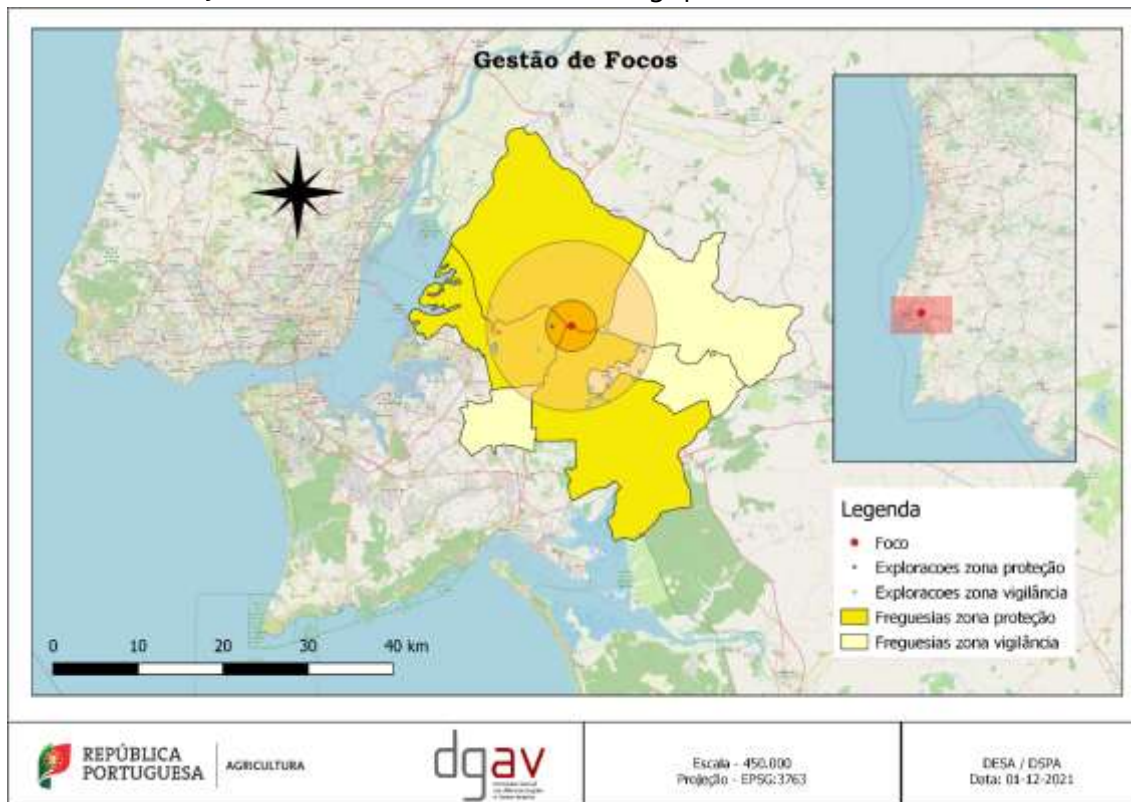 Gestão de Focos
Legenda
Foco
Exploracoes zona proteção
Exploracoes zona vigilância
Freguesias zona proteção
Freguesias zona vigilância
0 10 20 30 40 km
REPÚBLICA
PORTUGUESA
AGRICULTURA
dgav
Escala - 450.000
Projeção - EPSG:3763
DESA / DSPA
Data: 01-12-2021